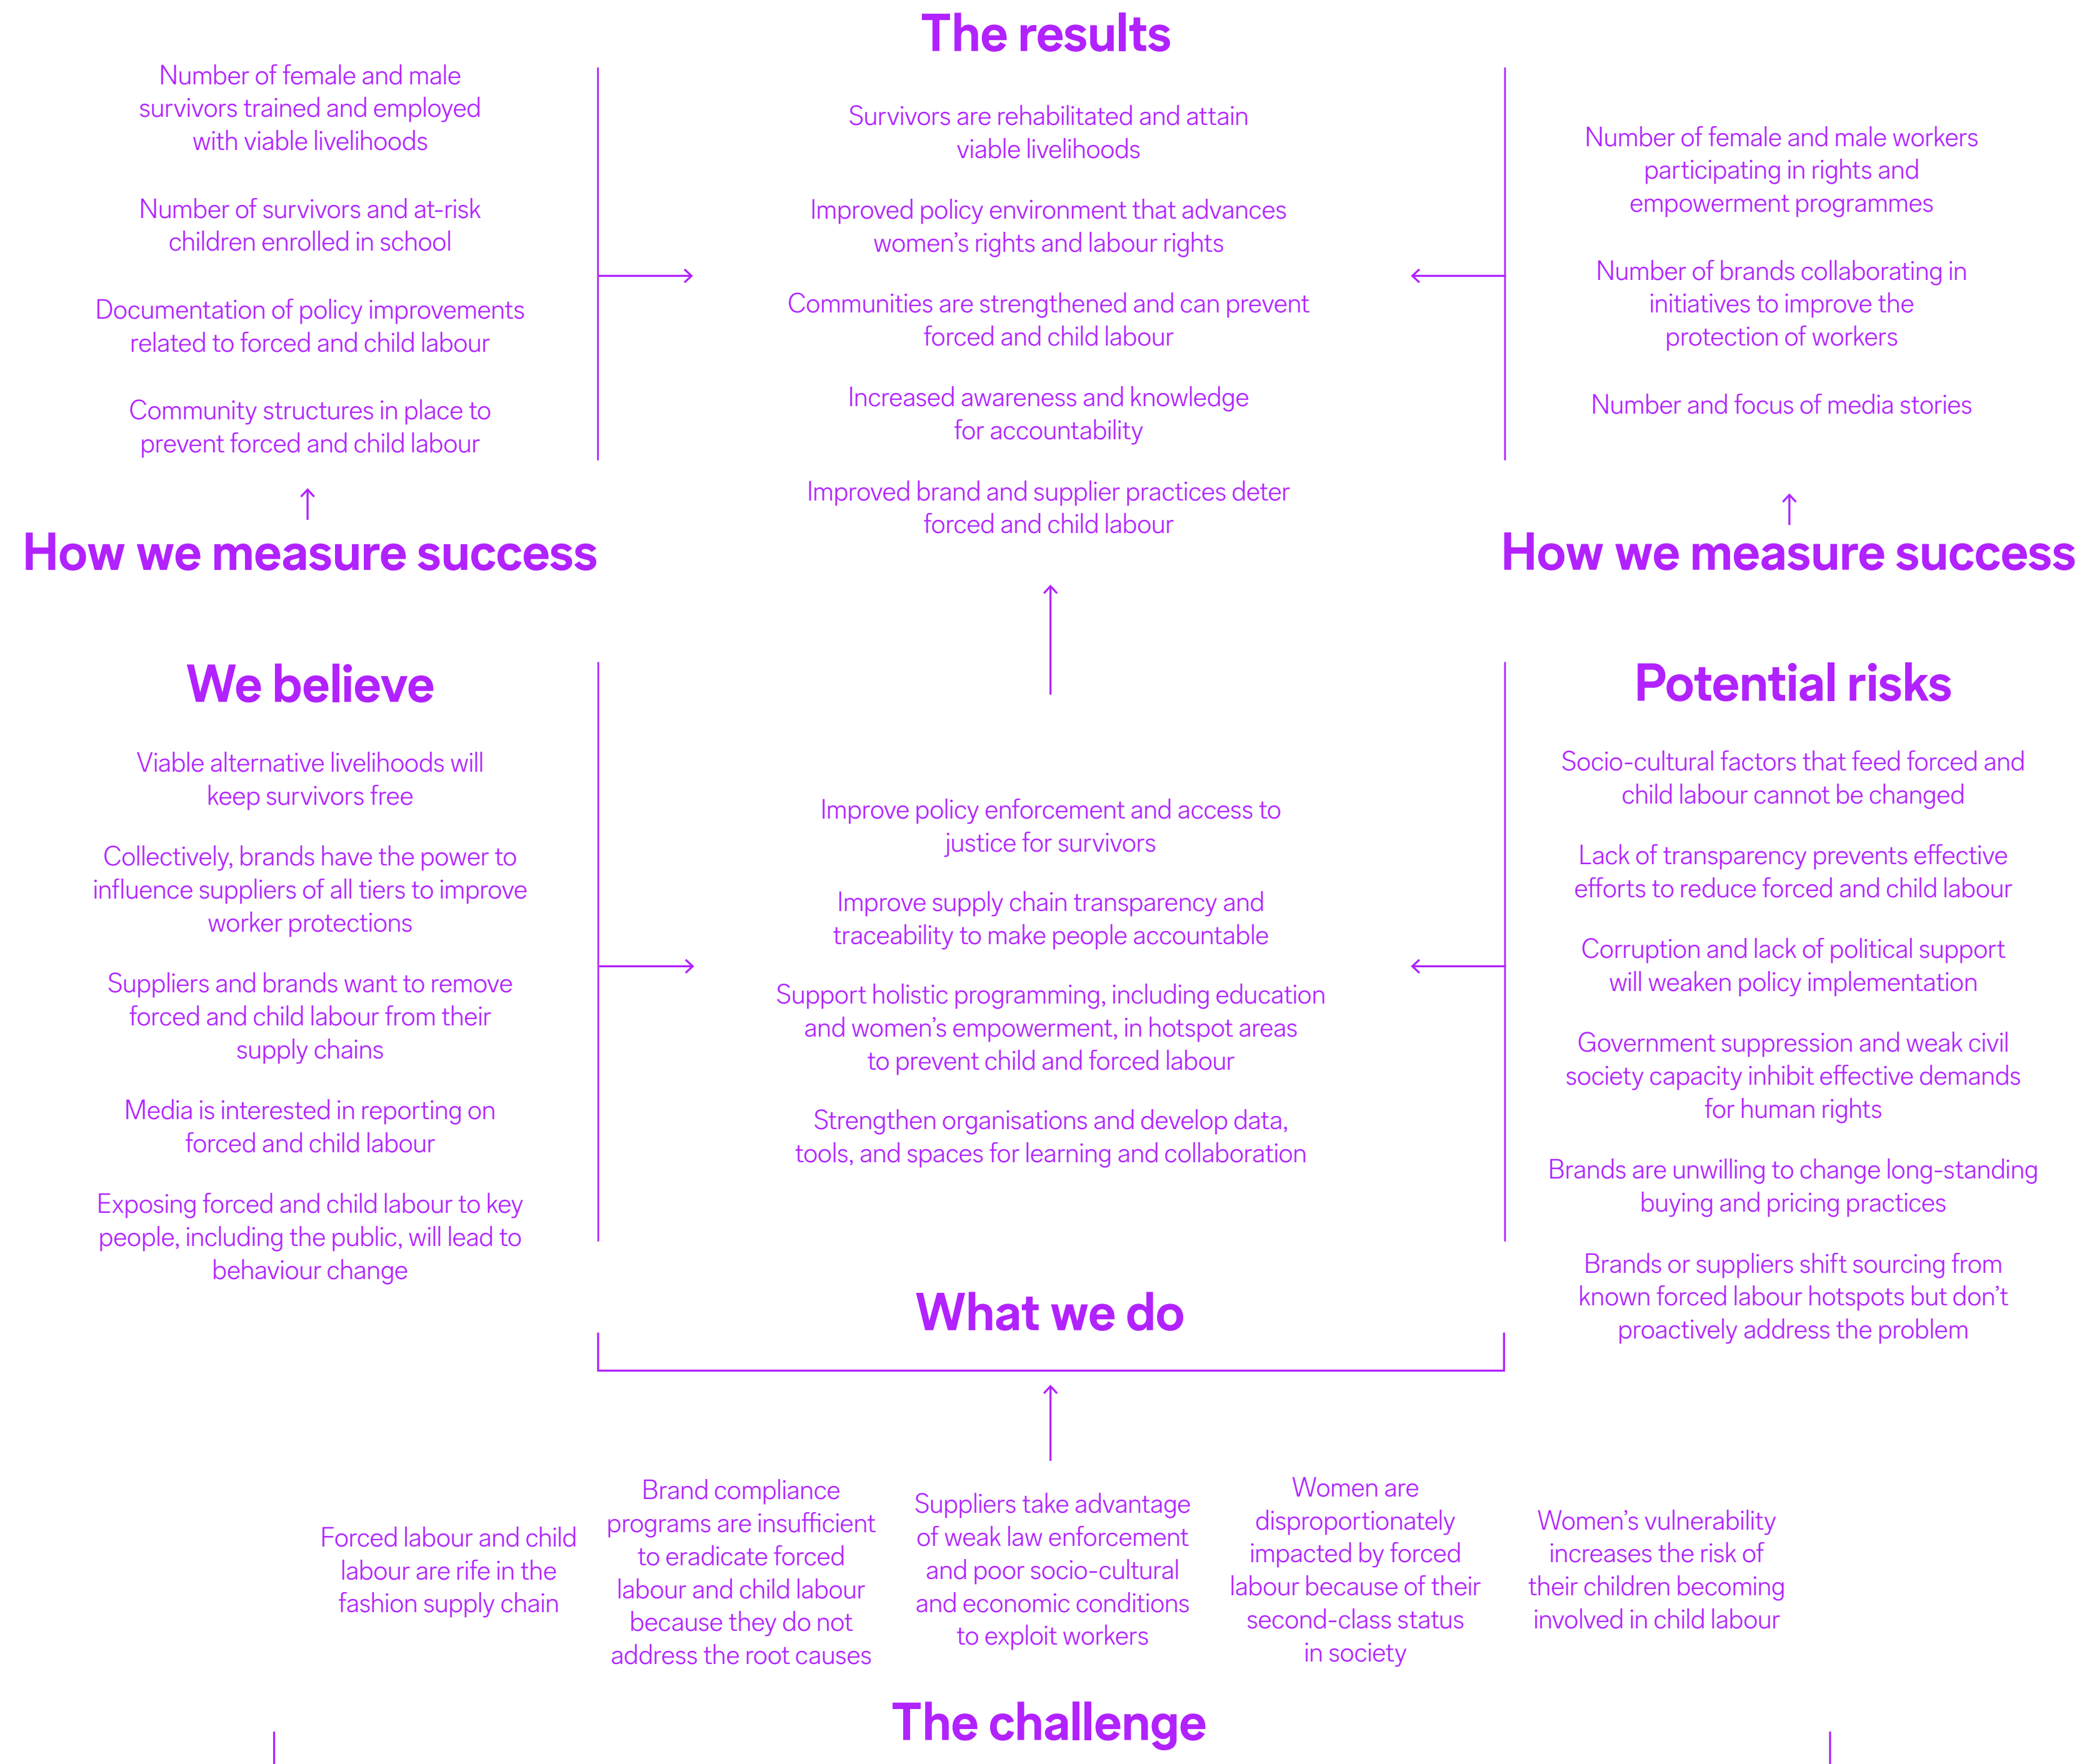 The results
Number of female and male
survivors trained and employed
with viable livelihoods
Number of survivors and at-risk
children enrolled in school
Documentation of policy improvements
related to forced and child labour
Community structures in place to
prevent forced and child labour
How we measure success
Survivors are rehabilitated and attain
viable livelihoods
Improved policy environment that advances
women's rights and labour rights
Communities are strengthened and can prevent
forced and child labour
Increased awareness and knowledge
for accountability
Improved brand and supplier practices deter
forced and child labour
Number of female and male workers
participating in rights and
empowerment programmes
Number of brands collaborating in
initiatives to improve the
protection of workers
Number and focus of media stories
How we measure success
We believe
Viable alternative livelihoods will
keep survivors free
Collectively, brands have the power to
influence suppliers of all tiers to improve
worker protections
Suppliers and brands want to remove
forced and child labour from their
supply chains
Media is interested in reporting on
forced and child labour
Exposing forced and child labour to key
people, including the public, will lead to
behaviour change
Improve policy enforcement and access to
justice for survivors
Improve supply chain transparency and
traceability to make people accountable
Support holistic programming, including education
and women's empowerment, in hotspot areas
to prevent child and forced labour
Strengthen organisations and develop data,
tools, and spaces for learning and collaboration
What we do
Potential risks
Socio-cultural factors that feed forced and
child labour cannot be changed
Lack of transparency prevents effective
efforts to reduce forced and child labour
Corruption and lack of political support
will weaken policy implementation
Government suppression and weak civil
society capacity inhibit effective demands
for human rights
Brands are unwilling to change long-standing
buying and pricing practices
Brands or suppliers shift sourcing from
known forced labour hotspots but don't
proactively address the problem
Forced labour and child
labour are rife in the
fashion supply chain
Brand compliance
programs are insufficient
to eradicate forced
labour and child labour
because they do not
address the root causes
Suppliers take advantage
of weak law enforcement
and poor socio-cultural
and economic conditions
to exploit workers
Women are
disproportionately
impacted by forced
labour because of their
second-class status
in society
Women's vulnerability
increases the risk of
their children becoming
involved in child labour
The challenge